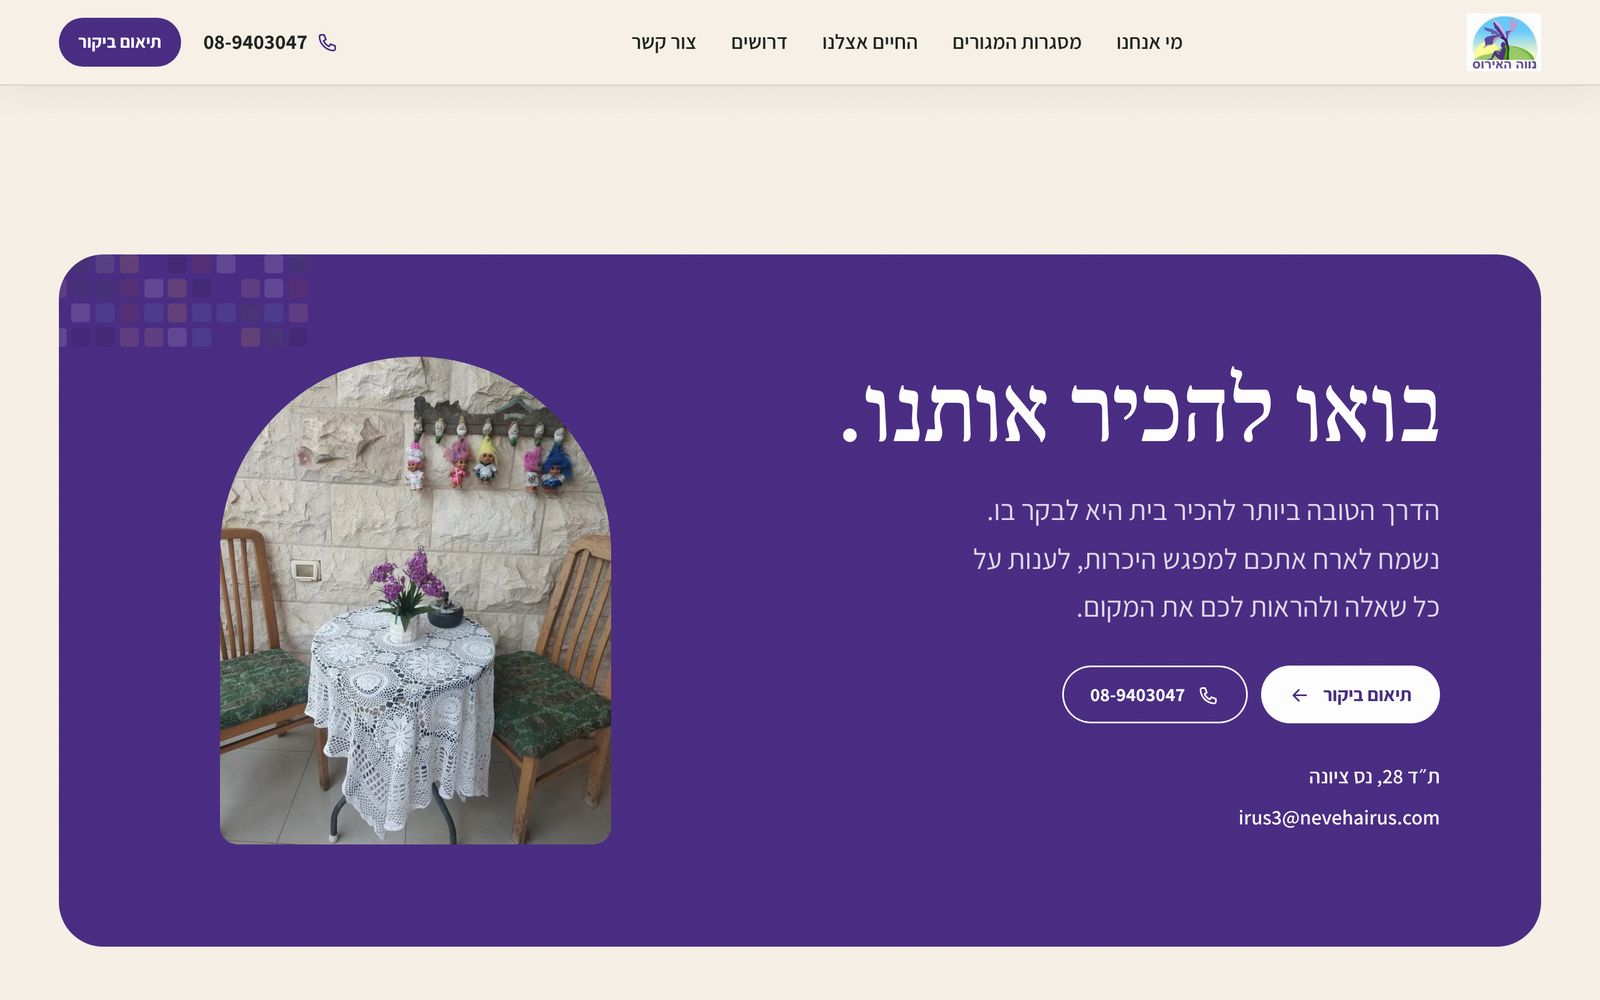 נווה האירוס
מי אנחנו
מסגרות המגורים
החיים אצלנו
דרושים
צור קשר
08-9403047
תיאום ביקור
בואו להכיר אותנו.
הדרך הטובה ביותר להכיר בית היא לבקר בו.
נשמח לארח אתכם למפגש היכרות, לענות על
כל שאלה ולהראות לכם את המקום.
תיאום ביקור
08-9403047
ת״ד 28, נס ציונה
irus3@nevehairus.com